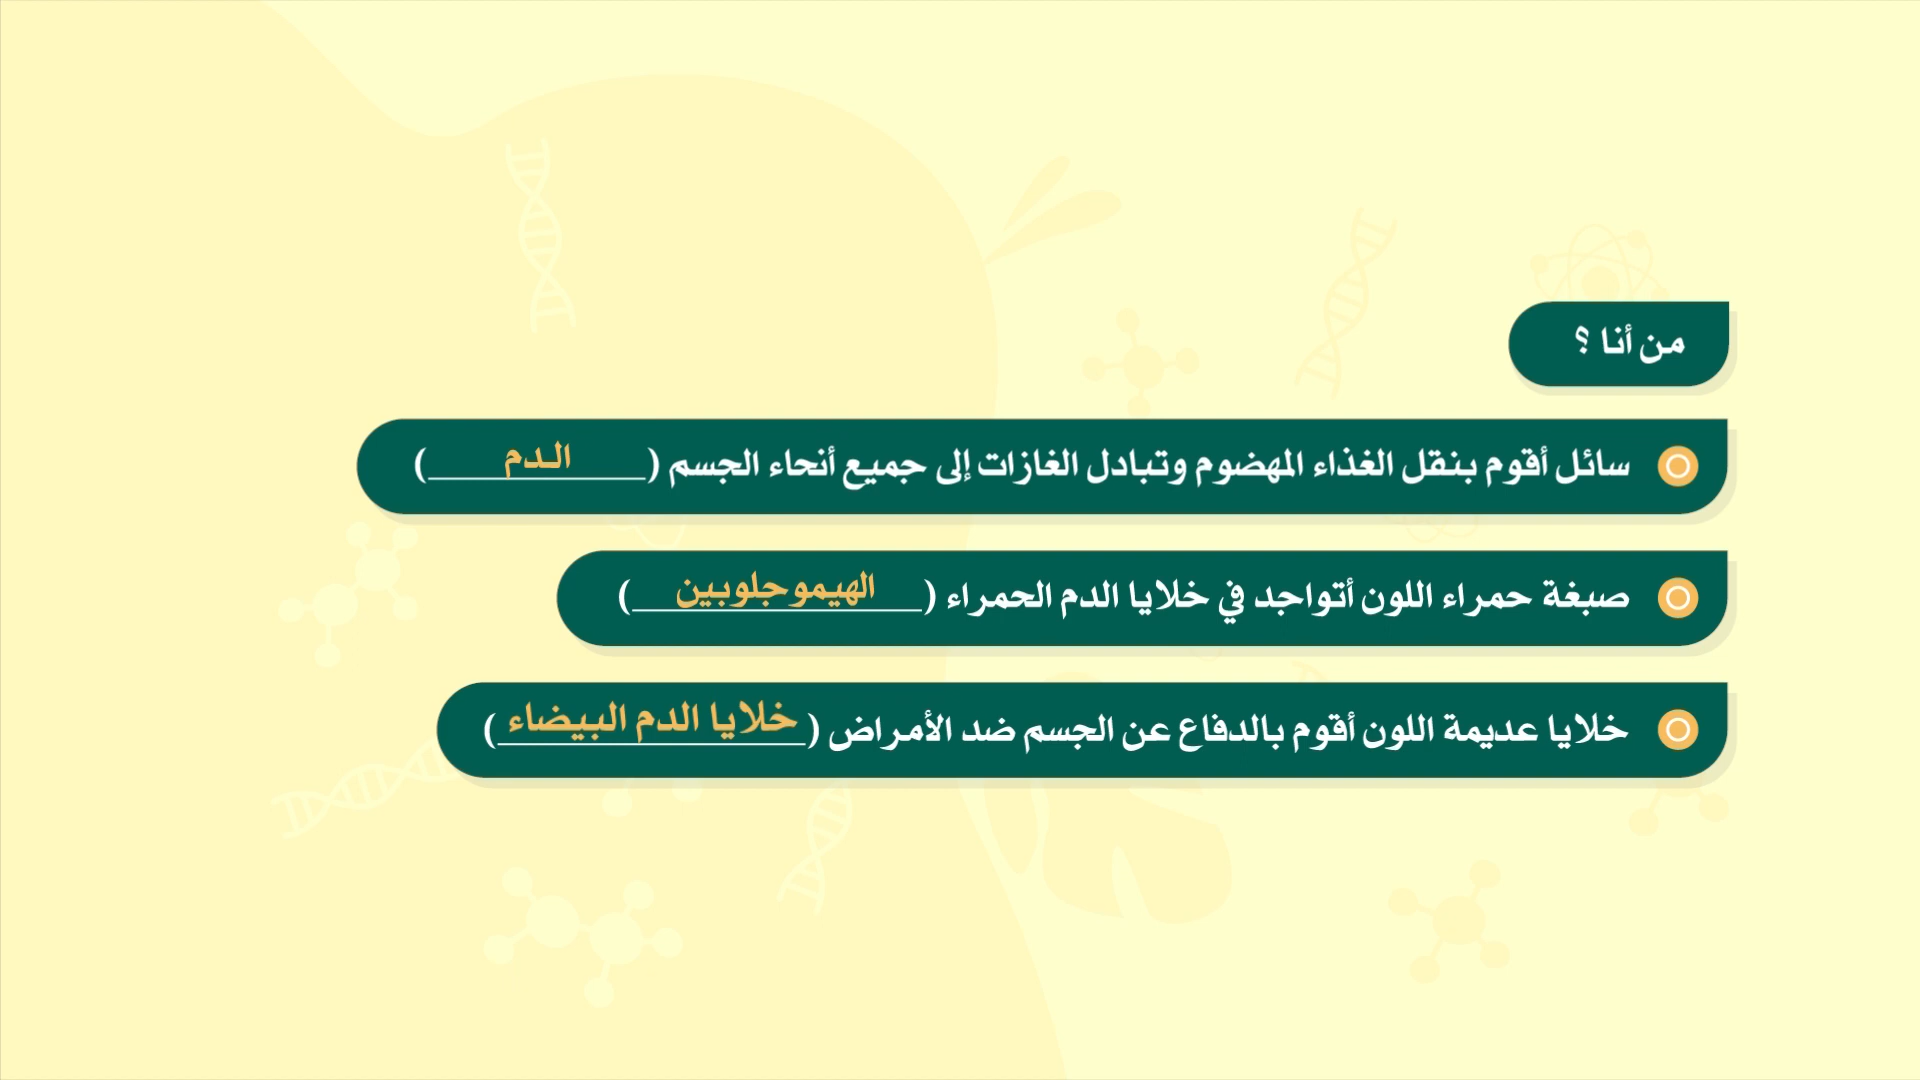 من أنا ؟
سائل أقوم بنقل الغذاء المهضوم وتبادل الغازات إلى جميع أنحاء الجسم (الدم)
صبغة حمراء اللون أتواجد في خلايا الدم الحمراء (الهيموجلوبين)
خلايا عديمة اللون أقوم بالدفاع عن الجسم ضد الأمراض (خلايا الدم البيضاء)